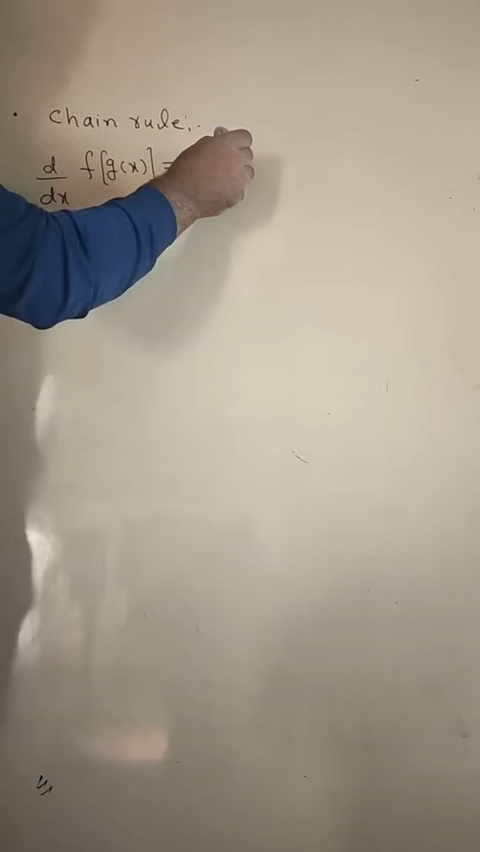 • Chain rule:-
d/dx f[g(x)] =